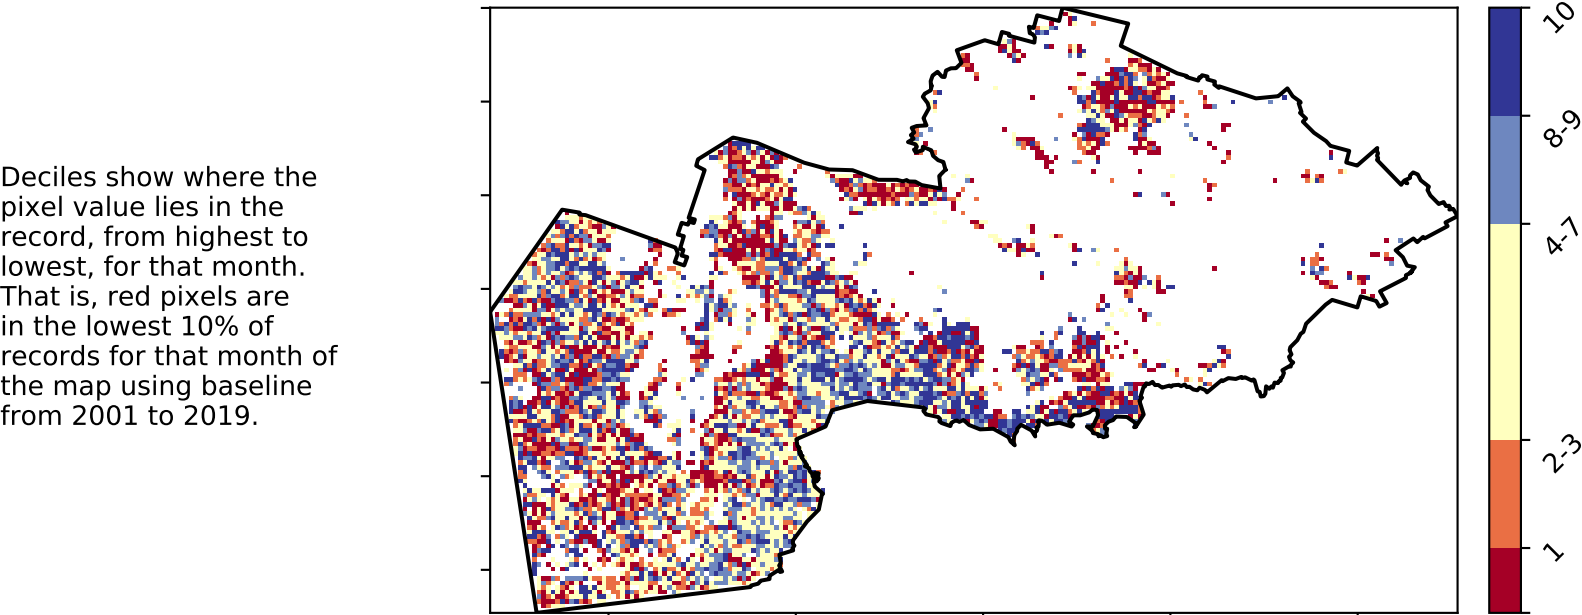 Deciles show where the
pixel value lies in the
record, from highest to
lowest, for that month.
That is, red pixels are
in the lowest 10% of
records for that month of
the map using baseline
from 2001 to 2019.
10
8-9
4-7
2-3
1